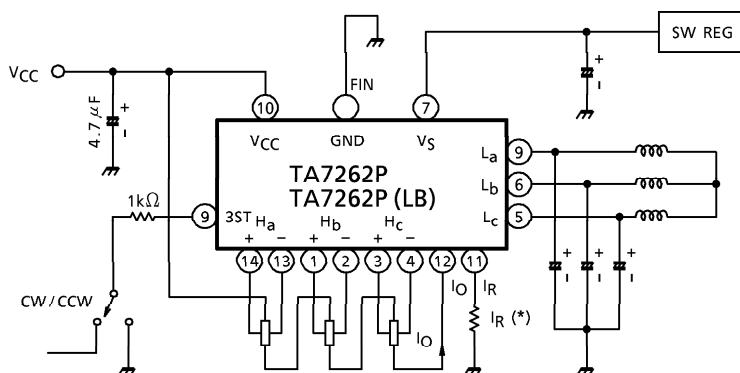 SW REG
+
-
VCC
4.7μF
+
-
FIN
10
7
VCC
GND
VS
TA7262P
TA7262P (LB)
La
9
Lb
6
Lc
5
1kΩ
9
3ST
Ha
Hb
Hc
+ - + - + -
14 13 1 2 3 4 12 11
IO IR
CW/CCW
IO
IR (*)
+
-
+
-
+
-